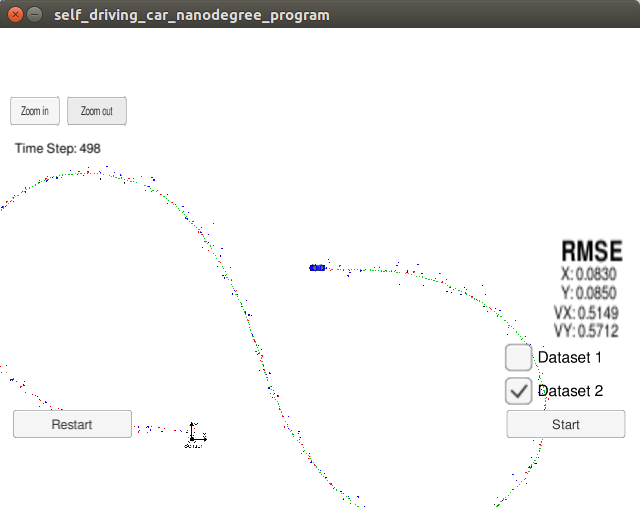 self_driving_car_nanodegree_program
Zoom in
Zoom out
Time Step: 498
RMSE
X: 0.0830
Y: 0.0850
VX: 0.5149
VY: 0.5712
Dataset 1
Dataset 2
Restart
Start